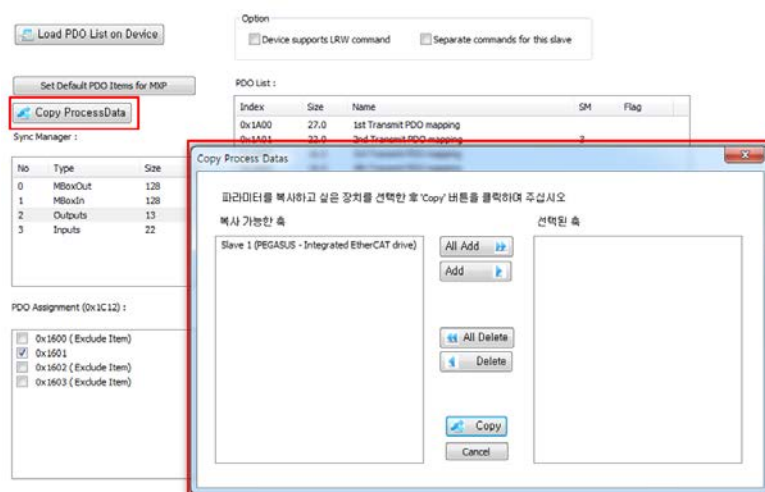 Option
Load PDO List on Device
Device supports LRW command
Separate commands for this slave
Set Default PDO Items for MXP
PDO List :
Copy ProcessData
Index Size Name SM Flag
0x1A00 27.0 1st Transmit PDO mapping
0x1A01 22.0 2nd Transmit PDO mapping 3
Sync Manager :
No Type Size
0 MBoxOut 128
1 MBoxIn 128
2 Outputs 13
3 Inputs 22
PDO Assignment (0x1C12) :
0x1600 ( Exclude Item)
0x1601
0x1602 ( Exclude Item)
0x1603 ( Exclude Item)
Copy Process Datas
파라미터를 복사하고 싶은 장치를 선택한 후 'Copy' 버튼을 클릭하여 주십시오
복사 가능한 축
선택된 축
Slave 1 (PEGASUS - Integrated EtherCAT drive)
All Add
Add
All Delete
Delete
Copy
Cancel